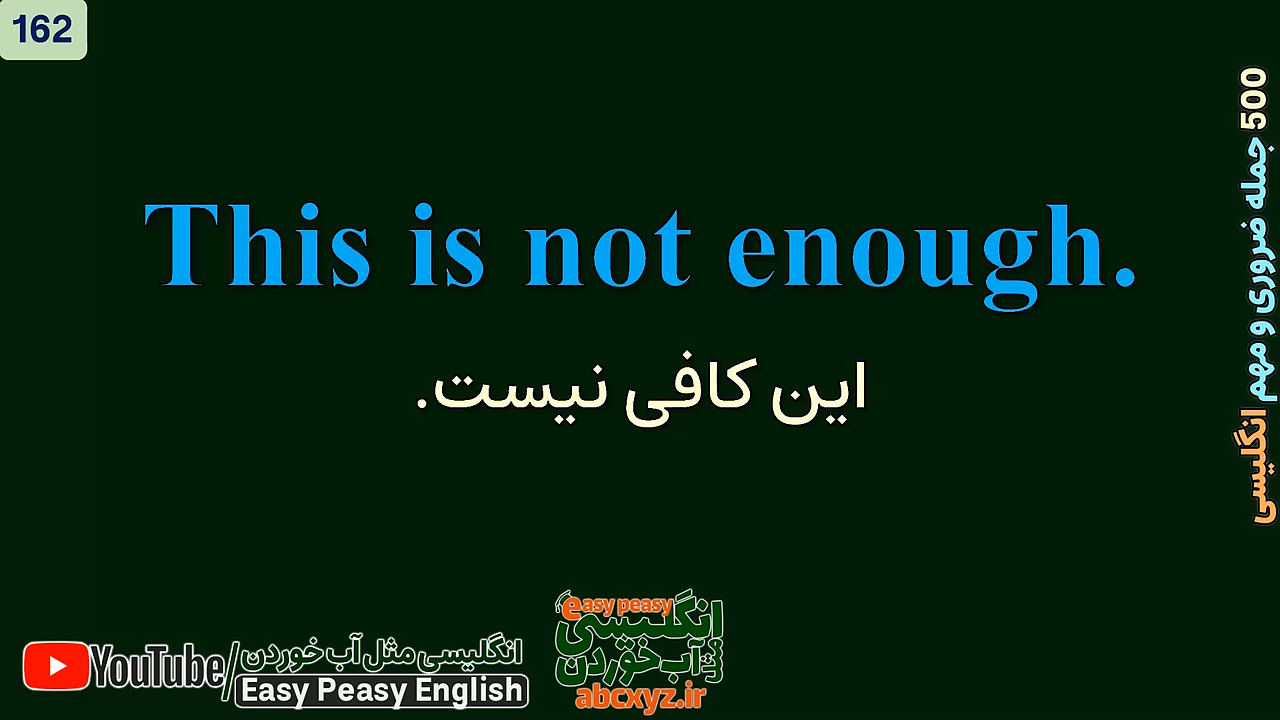 162
500 جمله ضروری و مهم انگلیسی
This is not enough.
این کافی نیست.
YouTube/انگلیسی مثل آب خوردن
Easy Peasy English
easy peasy
انگلیسی
مثل آب خوردن
abcxyz.ir